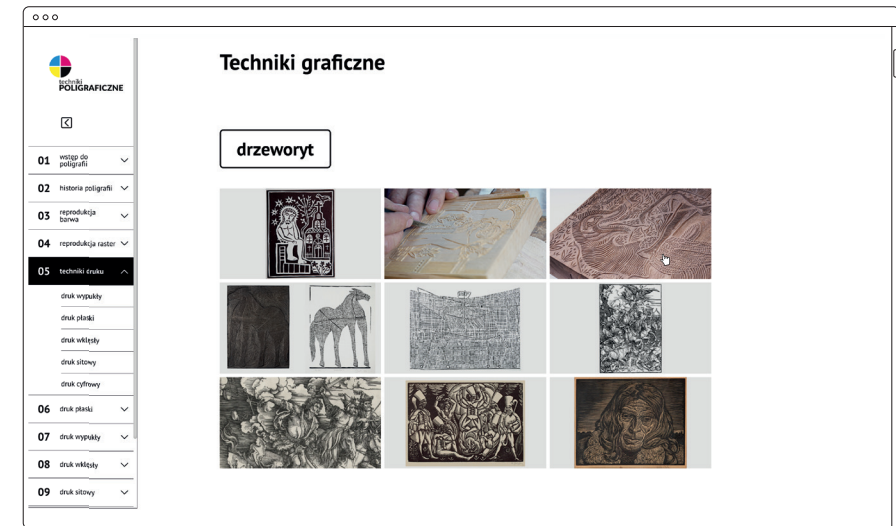 techniki
POLIGRAFICZNE
01 wstęp do
poligrafii
02 historia poligrafii
03 reprodukcja
barwa
04 reprodukcja raster
05 techniki druku
druk wypukły
druk płaski
druk wklęsły
druk sitowy
druk cyfrowy
06 druk płaski
07 druk wypukły
08 druk wklęsły
09 druk sitowy
Techniki graficzne
drzeworyt